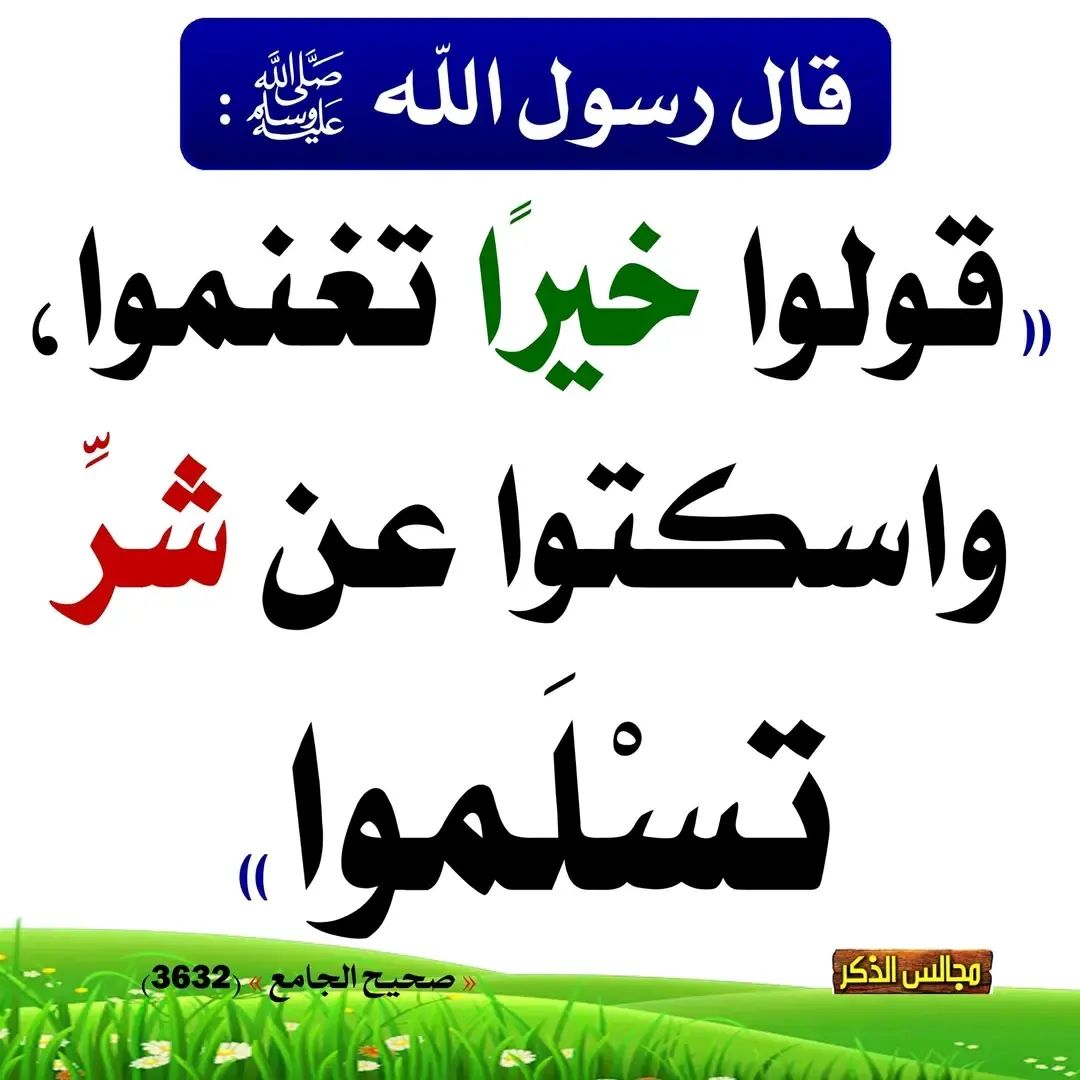 قال رسول اللّه ﷺ :
(( قولوا خيرًا تغنموا،
واسكتوا عن شرِّ
تسْلَموا ))
« صحيح الجامع » (3632)
مجالس الذكر